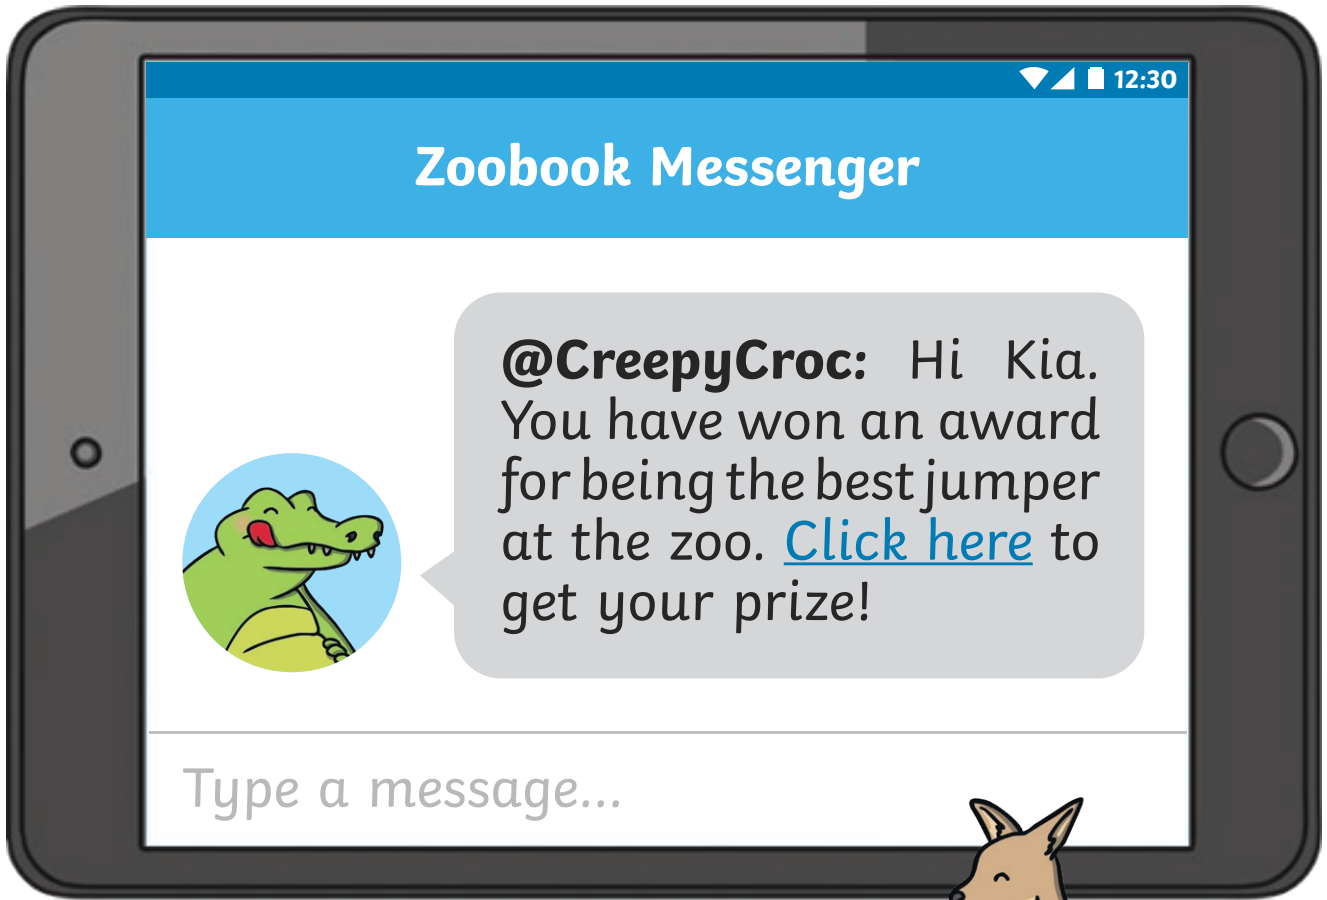 12:30
Zoobook Messenger
@CreepyCroc: Hi Kia.
You have won an award
for being the best jumper
at the zoo. Click here to
get your prize!
Type a message...